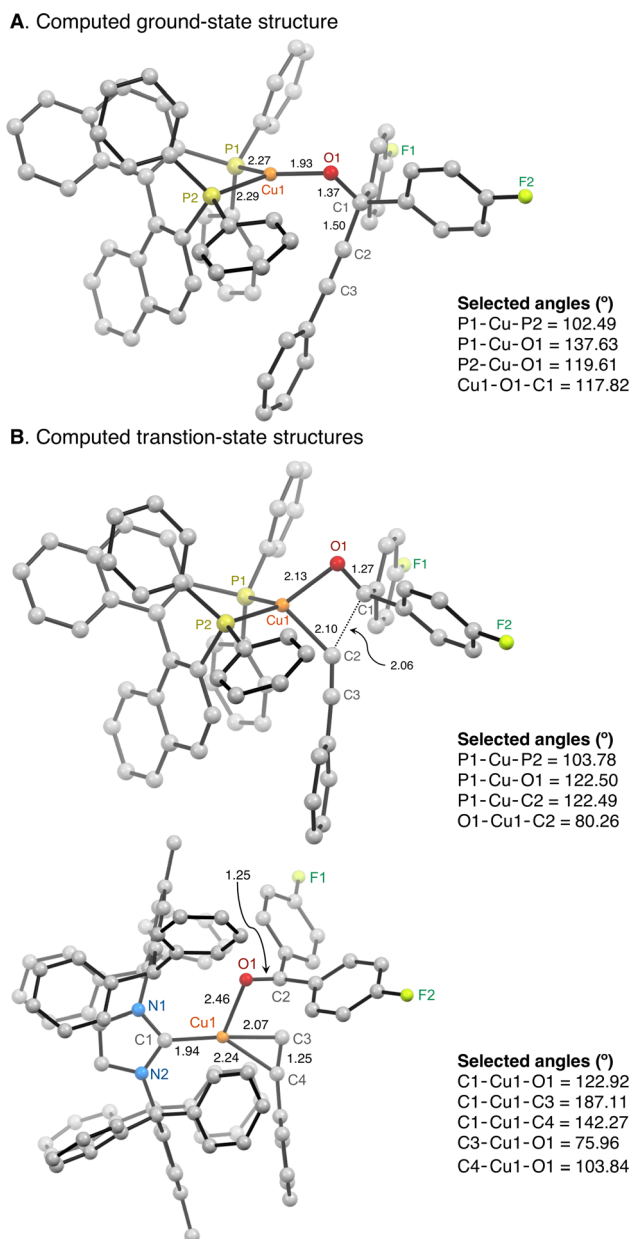 A. Computed ground-state structure
P1
F1
2.27
1.93
O1
F2
Cu1
1.37
P2
2.29
C1
1.50
C2
C3
Selected angles (º)
P1-Cu-P2 = 102.49
P1-Cu-O1 = 137.63
P2-Cu-O1 = 119.61
Cu1-O1-C1 = 117.82
B. Computed transtion-state structures
O1
F1
2.13
1.27
P1
C1
Cu1
P2
2.10
F2
C2
2.06
C3
Selected angles (º)
P1-Cu-P2 = 103.78
P1-Cu-O1 = 122.50
P1-Cu-C2 = 122.49
O1-Cu1-C2 = 80.26
1.25
F1
O1
C2
F2
N1
2.46
Cu1
2.07
C3
C1
1.94
2.24
1.25
C4
N2
Selected angles (º)
C1-Cu1-O1 = 122.92
C1-Cu1-C3 = 187.11
C1-Cu1-C4 = 142.27
C3-Cu1-O1 = 75.96
C4-Cu1-O1 = 103.84